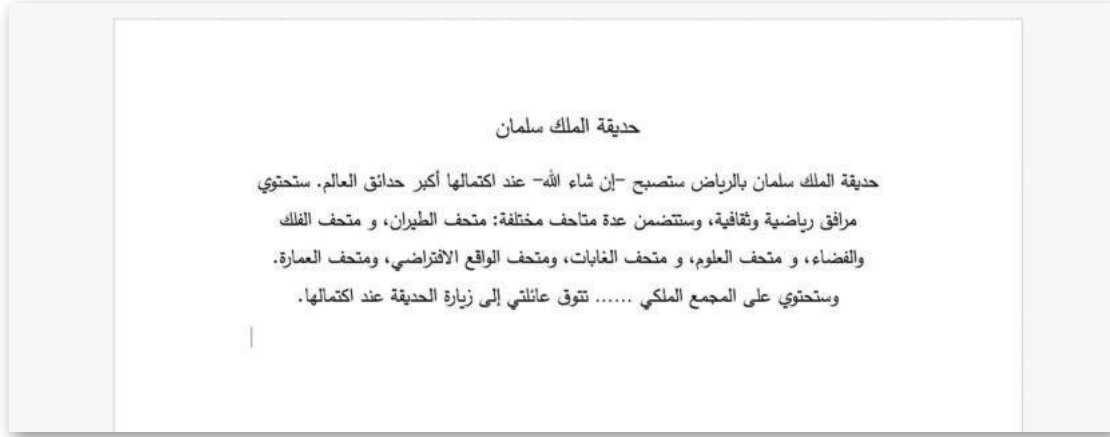 حديقة الملك سلمان
حديقة الملك سلمان بالرياض ستصبح –إن شاء الله– عند اكتمالها أكبر حدائق العالم. ستحتوي
مرافق رياضية وثقافية، وستتضمن عدة متاحف مختلفة: متحف الطيران، و متحف الفلك
والفضاء، و متحف العلوم، و متحف الغابات، ومتحف الواقع الافتراضي، ومتحف العمارة.
وستحتوي على المجمع الملكي ...... تتوق عائلتي إلى زيارة الحديقة عند اكتمالها.